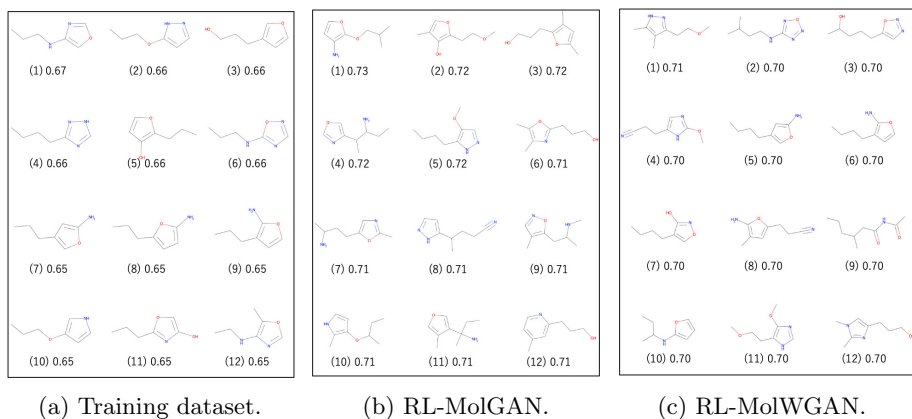 (1) 0.67 (2) 0.66 (3) 0.66
(4) 0.66 (5) 0.66 (6) 0.66
(7) 0.65 (8) 0.65 (9) 0.65
(10) 0.65 (11) 0.65 (12) 0.65
(a) Training dataset.
(1) 0.73 (2) 0.72 (3) 0.72
(4) 0.72 (5) 0.72 (6) 0.71
(7) 0.71 (8) 0.71 (9) 0.71
(10) 0.71 (11) 0.71 (12) 0.71
(b) RL-MolGAN.
(1) 0.71 (2) 0.70 (3) 0.70
(4) 0.70 (5) 0.70 (6) 0.70
(7) 0.70 (8) 0.70 (9) 0.70
(10) 0.70 (11) 0.70 (12) 0.70
(c) RL-MolWGAN.